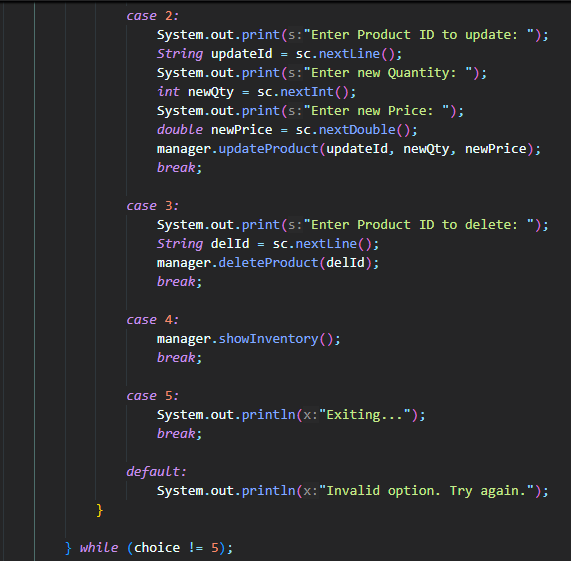 case 2:
System.out.print(s:"Enter Product ID to update: ");
String updateId = sc.nextLine();
System.out.print(s:"Enter new Quantity: ");
int newQty = sc.nextInt();
System.out.print(s:"Enter new Price: ");
double newPrice = sc.nextDouble();
manager.updateProduct(updateId, newQty, newPrice);
break;
case 3:
System.out.print(s:"Enter Product ID to delete: ");
String delId = sc.nextLine();
manager.deleteProduct(delId);
break;
case 4:
manager.showInventory();
break;
case 5:
System.out.println(x:"Exiting...");
break;
default:
System.out.println(x:"Invalid option. Try again.");
}
} while (choice != 5);